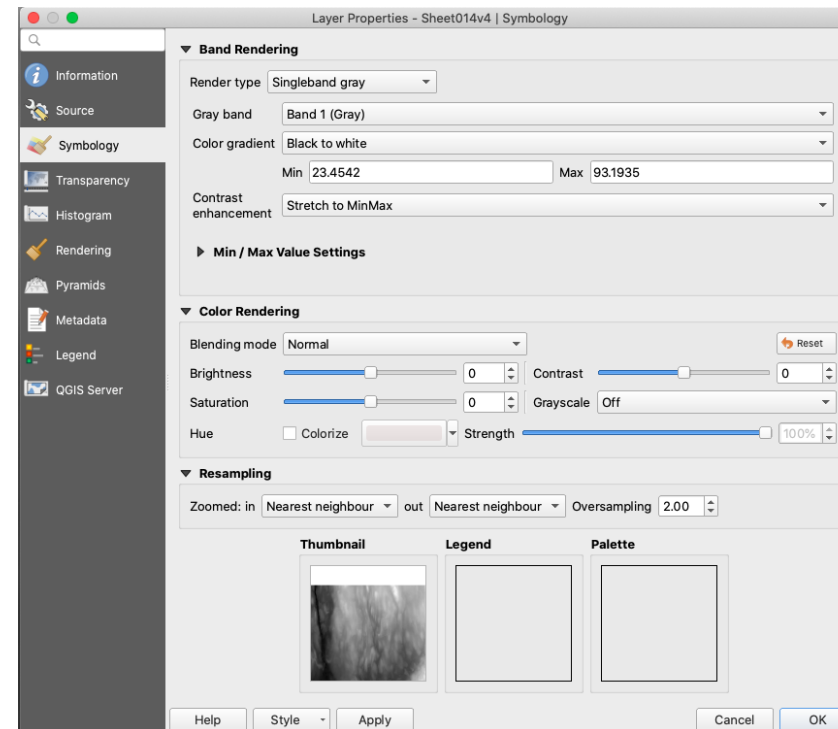 Layer Properties - Sheet014v4 | Symbology
Information
Source
Symbology
Transparency
Histogram
Rendering
Pyramids
Metadata
Legend
QGIS Server
Band Rendering
Render type Singleband gray
Gray band Band 1 (Gray)
Color gradient Black to white
Min 23.4542 Max 93.1935
Contrast
enhancement Stretch to MinMax
Min / Max Value Settings
Color Rendering
Blending mode Normal Reset
Brightness 0 Contrast 0
Saturation 0 Grayscale Off
Hue Colorize Strength 100%
Resampling
Zoomed: in Nearest neighbour out Nearest neighbour Oversampling 2.00
Thumbnail Legend Palette
Help Style Apply Cancel OK